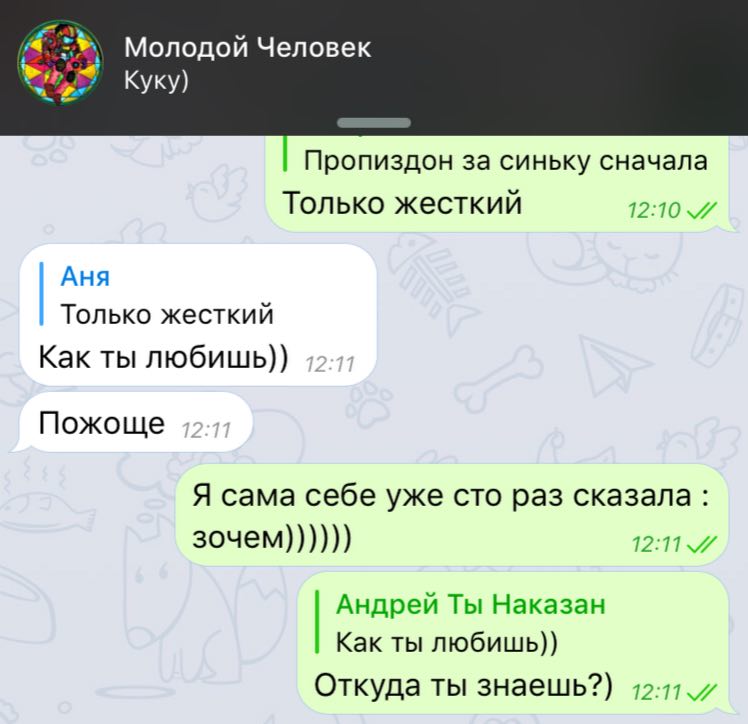 Молодой Человек
Куку)
Пропиздон за синьку сначала
Только жесткий
12:10
Аня
Только жесткий
Как ты любишь)) 12:11
Пожоще 12:11
Я сама себе уже сто раз сказала :
зочем))))))
12:11
Андрей Ты Наказан
Как ты любишь))
Откуда ты знаешь?) 12:11